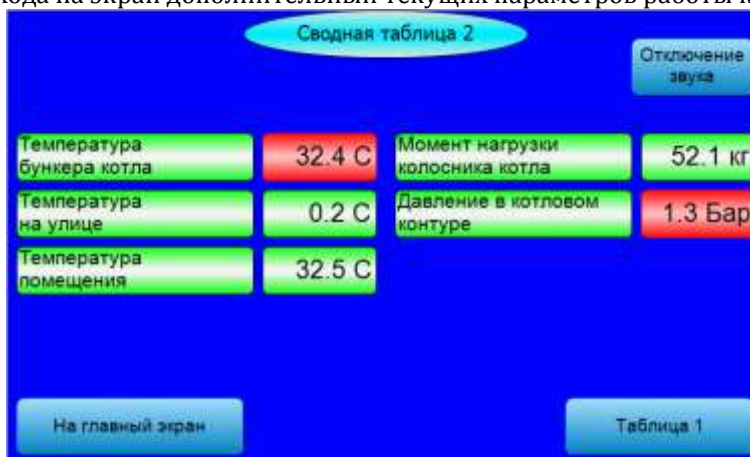 хода на экран дополнительный текущих параметров работы к
Сводная таблица 2
Отключение
звука
Температура
бункера котла
32.4 С
Момент нагрузки
колосника котла
52.1 кг
Температура
на улице
0.2 С
Давление в котловом
контуре
1.3 Бар
Температура
помещения
32.5 С
На главный экран
Таблица 1